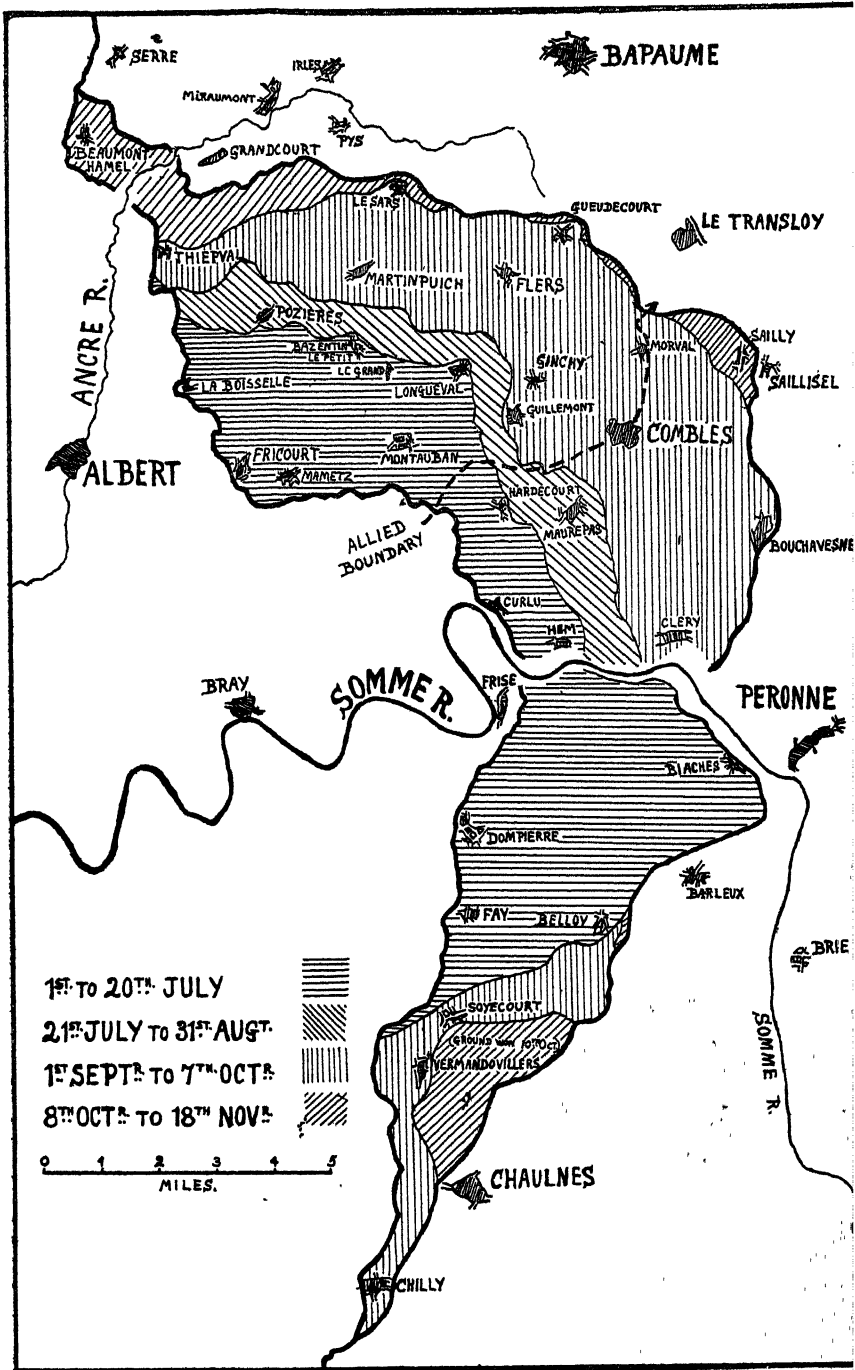 SERRE
BAPAUME
IRLES
MIRAUMONT
PYS
BEAUMONT
HAMEL
GRANDCOURT
LE SARS
GUEUDECOURT
LE TRANSLOY
THIEPVAL
MARTINPUICH
FLERS
ANCRE R.
POZIERES
BAZENTIN
LE PETIT
LE GRAND
MORVAL
SAILLY
SAILLISEL
LA BOISSELLE
LONGUEVAL
GINCHY
GUILLEMONT
COMBLES
ALBERT
FRICOURT
MAMETZ
MONTAUBAN
HARDECOURT
MAUREPAS
ALLIED
BOUNDARY
BOUCHAVESNE
CURLU
HEM
CLERY
BRAY
SOMME R.
FRISE
PERONNE
BIACHES
DOMPIERRE
BARLEUX
FAY
BELLOY
BRIE
SOYECOURT
(GROUND WON 10TH OCT.)
VERMANDOVILLERS
SOMME R.
1ST. TO 20TH. JULY
21ST. JULY TO 31ST. AUGT.
1ST SEPTR TO 7TH. OCTR.
8TH OCTR. TO 18TH NOVR.
0 1 2 3 4 5
MILES.
CHAULNES
CHILLY